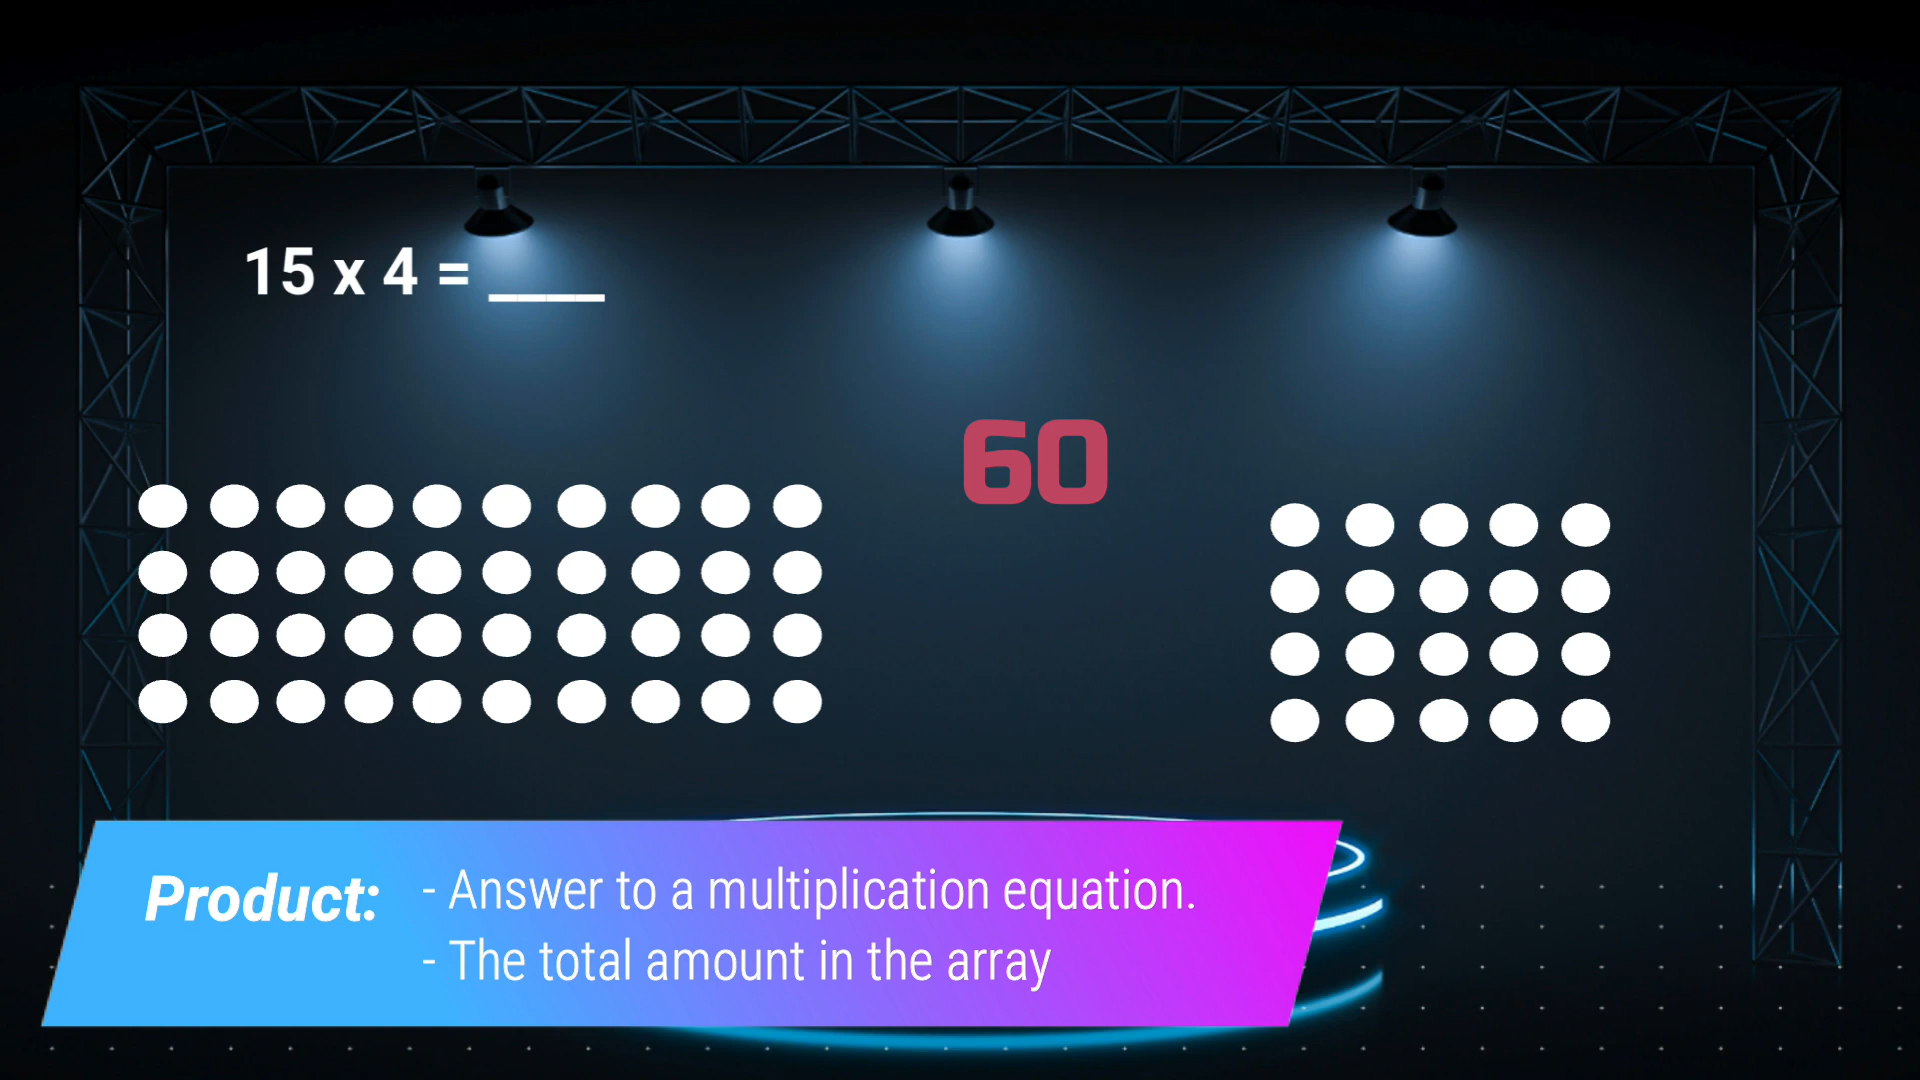 15 x 4 = ____
60
Product: - Answer to a multiplication equation.
- The total amount in the array